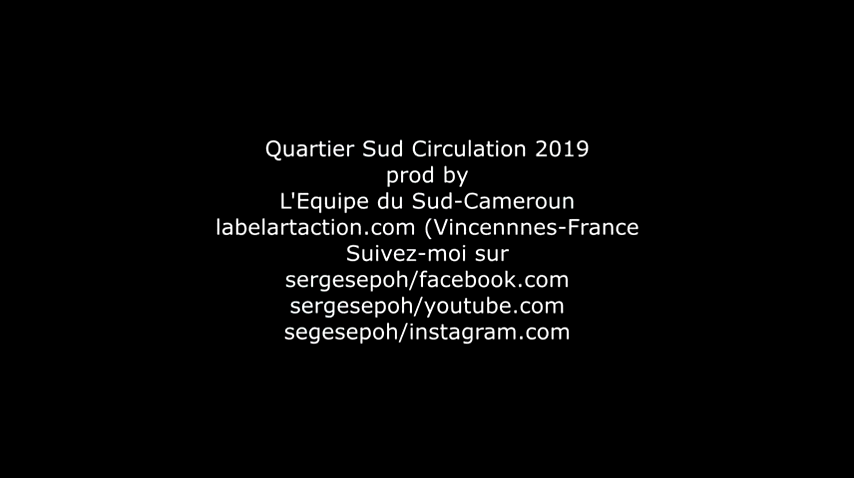 Quartier Sud Circulation 2019
prod by
L'Equipe du Sud-Cameroun
labelartaction.com (Vincennnes-France
Suivez-moi sur
sergesepoh/facebook.com
sergesepoh/youtube.com
segesepoh/instagram.com